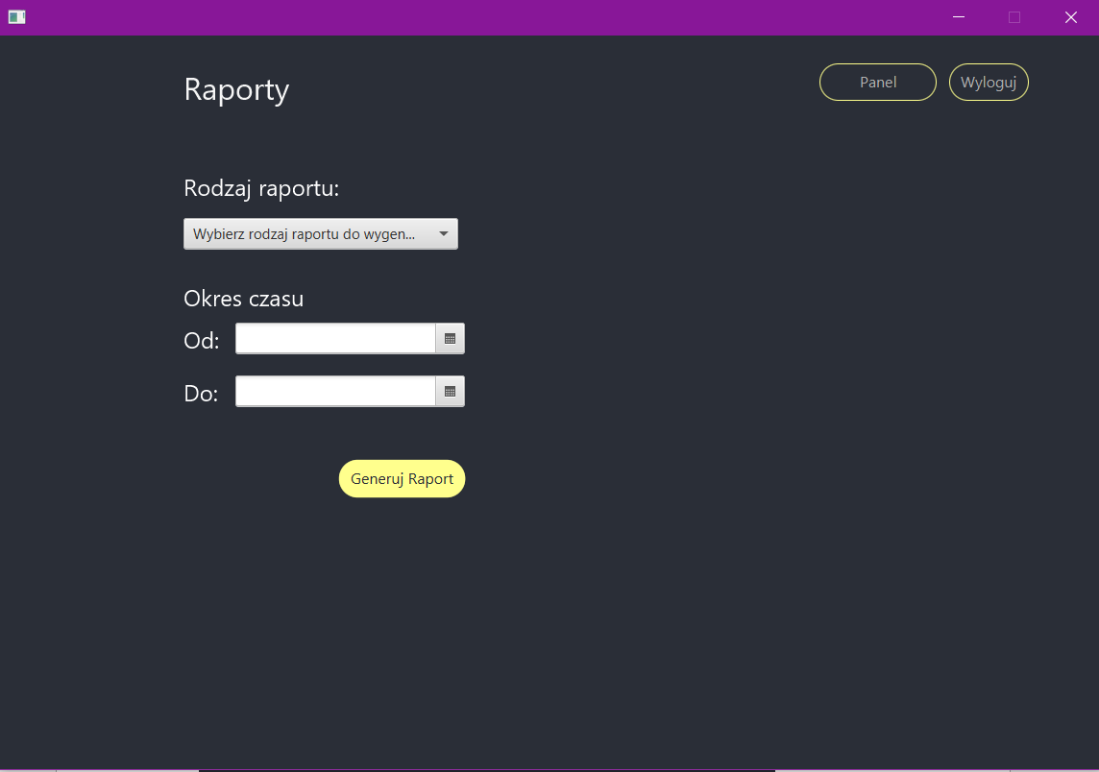 Raporty
Panel
Wyloguj
Rodzaj raportu:
Wybierz rodzaj raportu do wygen...
Okres czasu
Od:
Do:
Generuj Raport